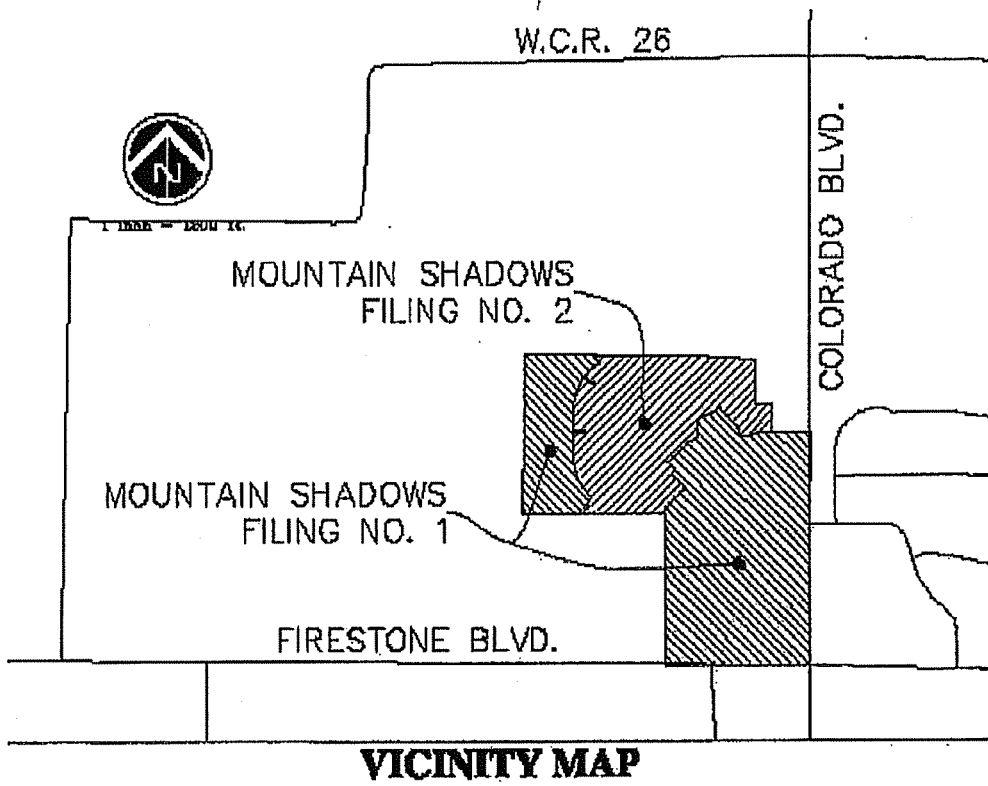 W.C.R. 26
COLORADO BLVD.
N
MOUNTAIN SHADOWS
FILING NO. 2
MOUNTAIN SHADOWS
FILING NO. 1
FIRESTONE BLVD.
VICINITY MAP